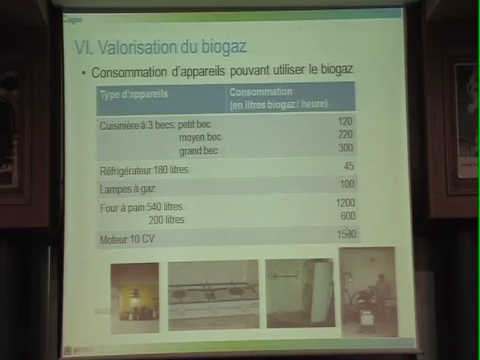 VI. Valorisation du biogaz
• Consommation d'appareils pouvant utiliser le biogaz
Type d'appareils Consommation
(en litres biogaz / heure)
Cuisinière à 3 becs: petit bec 120
moyen bec 220
grand bec 300
Réfrigérateur 180 litres 45
Lampes à gaz 100
Four à pain 540 litres 1200
200 litres 600
Moteur 10 CV